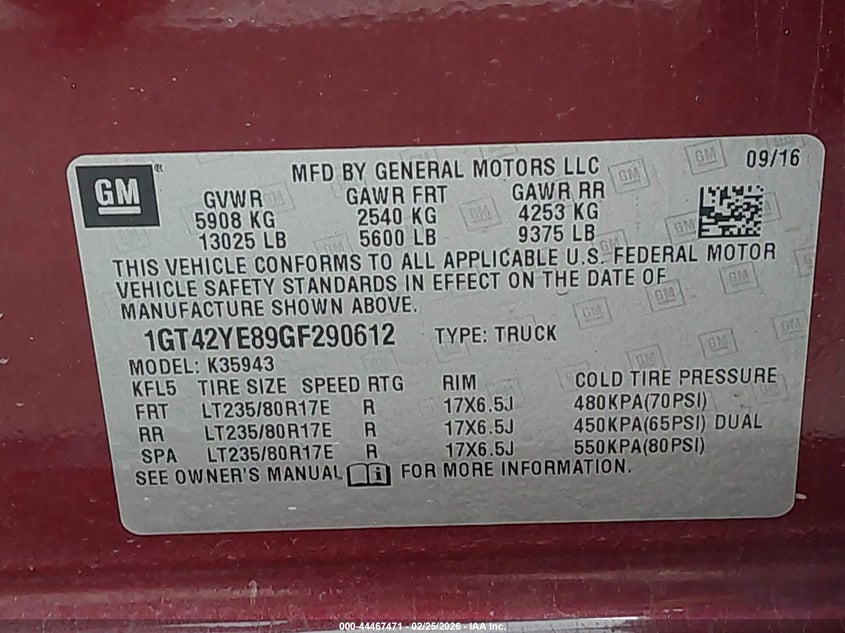 GM
®
MFD BY GENERAL MOTORS LLC 09/16
GVWR GAWR FRT GAWR RR
5908 KG 2540 KG 4253 KG
13025 LB 5600 LB 9375 LB
THIS VEHICLE CONFORMS TO ALL APPLICABLE U.S. FEDERAL MOTOR
VEHICLE SAFETY STANDARDS IN EFFECT ON THE DATE OF
MANUFACTURE SHOWN ABOVE.
1GT42YE89GF290612 TYPE: TRUCK
MODEL: K35943
KFL5 TIRE SIZE SPEED RTG RIM COLD TIRE PRESSURE
FRT LT235/80R17E R 17X6.5J 480KPA(70PSI)
RR LT235/80R17E R 17X6.5J 450KPA(65PSI) DUAL
SPA LT235/80R17E R 17X6.5J 550KPA(80PSI)
SEE OWNER'S MANUAL i FOR MORE INFORMATION.
000-44467471 - 02/25/2026 - IAA Inc.